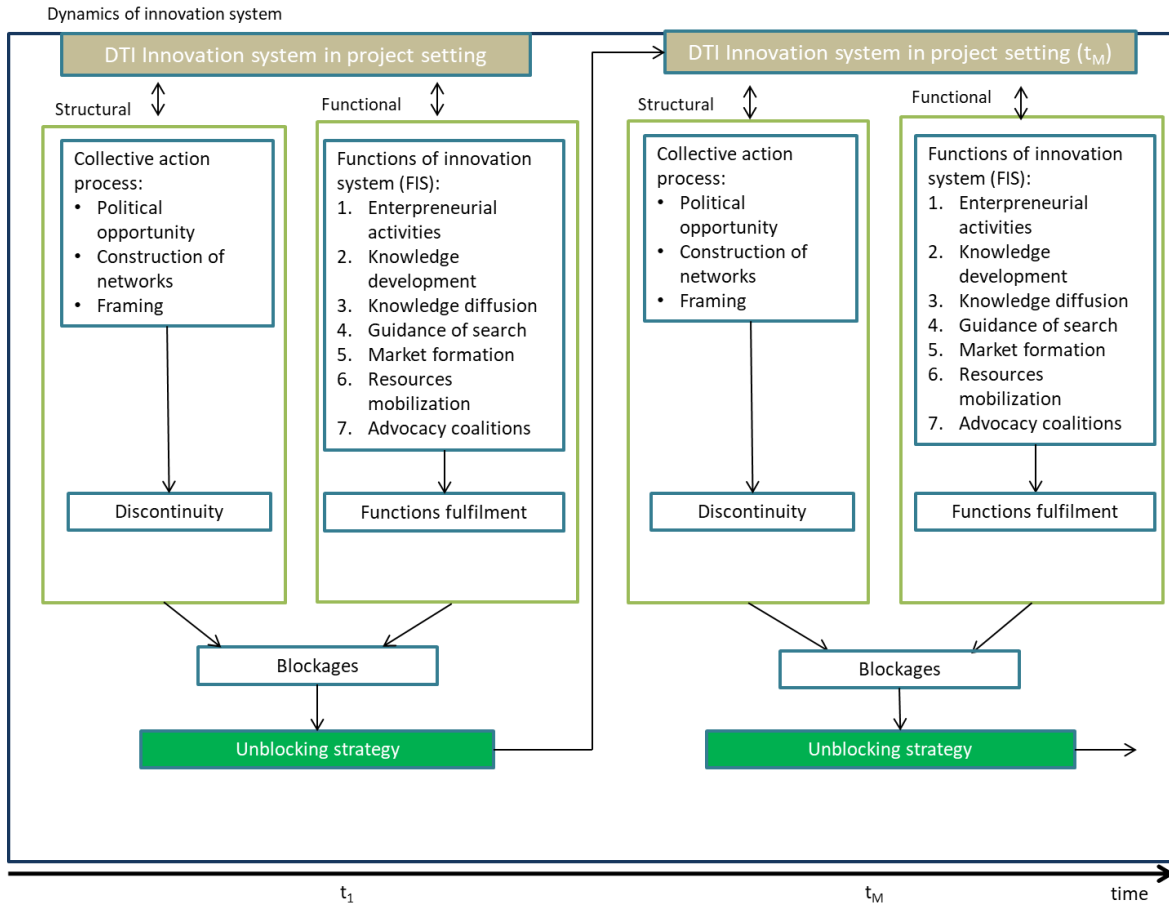 Dynamics of innovation system
DTI Innovation system in project setting
Structural
Functional
Collective action
process:
• Political
opportunity
• Construction of
networks
• Framing
Functions of innovation
system (FIS):
1. Enterpreneurial
activities
2. Knowledge
development
3. Knowledge diffusion
4. Guidance of search
5. Market formation
6. Resources
mobilization
7. Advocacy coalitions
Discontinuity
Functions fulfilment
Blockages
Unblocking strategy
DTI Innovation system in project setting (tM)
Structural
Functional
Collective action
process:
• Political
opportunity
• Construction of
networks
• Framing
Functions of innovation
system (FIS):
1. Enterpreneurial
activities
2. Knowledge
development
3. Knowledge diffusion
4. Guidance of search
5. Market formation
6. Resources
mobilization
7. Advocacy coalitions
Discontinuity
Functions fulfilment
Blockages
Unblocking strategy
t1
tM
time